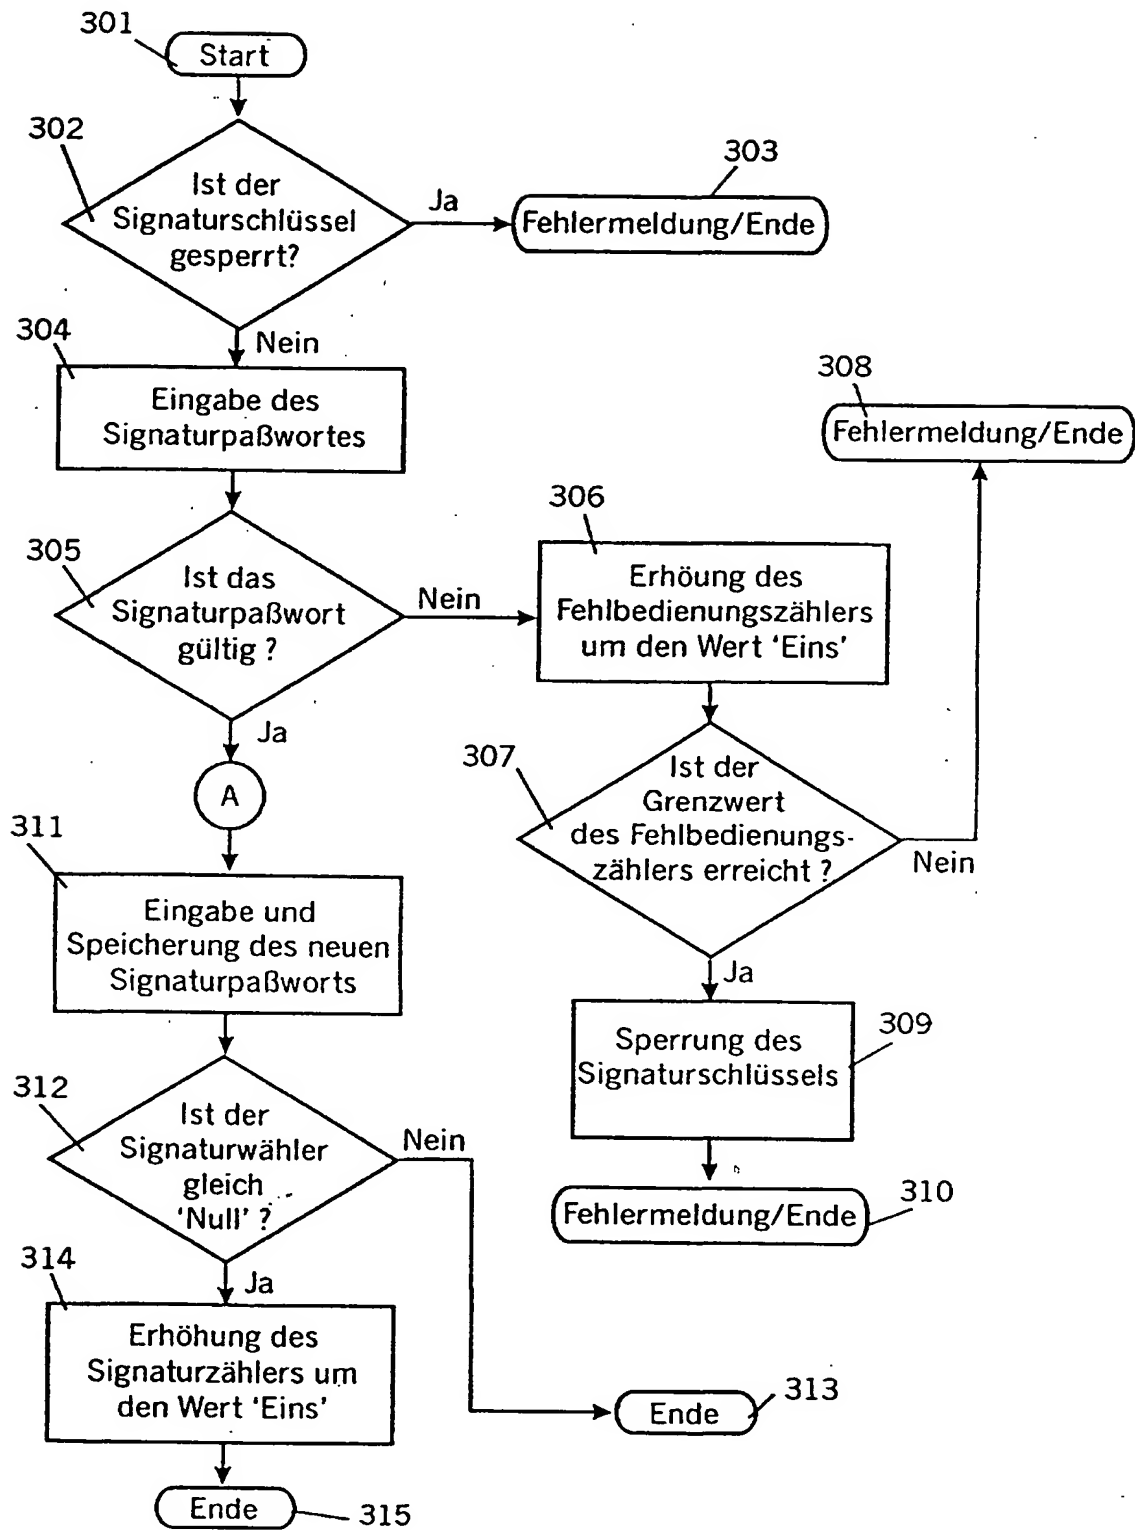 301
Start
302
Ist der
Signaturschlüssel
gesperrt?
Ja
303
Fehlermeldung/Ende
Nein
304
Eingabe des
Signaturpaßwortes
305
Ist das
Signaturpaßwort
gültig ?
Nein
306
Erhöung des
Fehlbedienungszählers
um den Wert ‘Eins’
307
Ist der
Grenzwert
des Fehlbedienungs-
zählers erreicht ?
Nein
308
Fehlermeldung/Ende
Ja
Sperrung des
Signaturschlüssels
309
Fehlermeldung/Ende
310
Ja
A
311
Eingabe und
Speicherung des neuen
Signaturpaßworts
312
Ist der
Signaturwähler
gleich
‘Null’ ?
Nein
Ende
313
Ja
314
Erhöhung des
Signaturzählers um
den Wert ‘Eins’
Ende
315